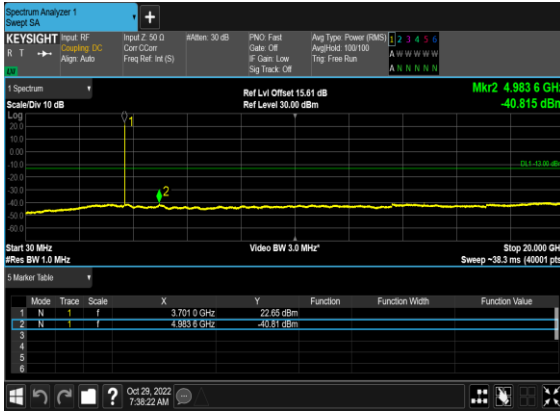 Spectrum Analyzer 1
Swept SA
+
KEYSIGHT Input: RF Input Z: 50 Ω #Atten: 30 dB PNO: Fast Avg Type: Power (RMS) 1 2 3 4 5 6
R T Coupling: DC Corr CCorr Gate: Off Avg|Hold: 100/100 A W W W W W
Align: Auto Freq Ref: Int (S) IF Gain: Low Trig: Free Run
Sig Track: Off A N N N N N
1 Spectrum Ref Lvl Offset 15.61 dB Mkr2 4.983 6 GHz
Scale/Div 10 dB Ref Level 30.00 dBm -40.815 dBm
Log
20.0
10.0
0.00
-10.0
-20.0
-30.0
-40.0
-50.0
-60.0
1
2
DL1 -13.00 dBm
Start 30 MHz Video BW 3.0 MHz* Stop 20.000 GHz
#Res BW 1.0 MHz Sweep ~38.3 ms (40001 pts)
5 Marker Table
Mode Trace Scale X Y Function Function Width Function Value
1 N 1 f 3.701 0 GHz 22.65 dBm
2 N 1 f 4.983 6 GHz -40.81 dBm
3
4
5
6
? Oct 29, 2022
7:38:22 AM